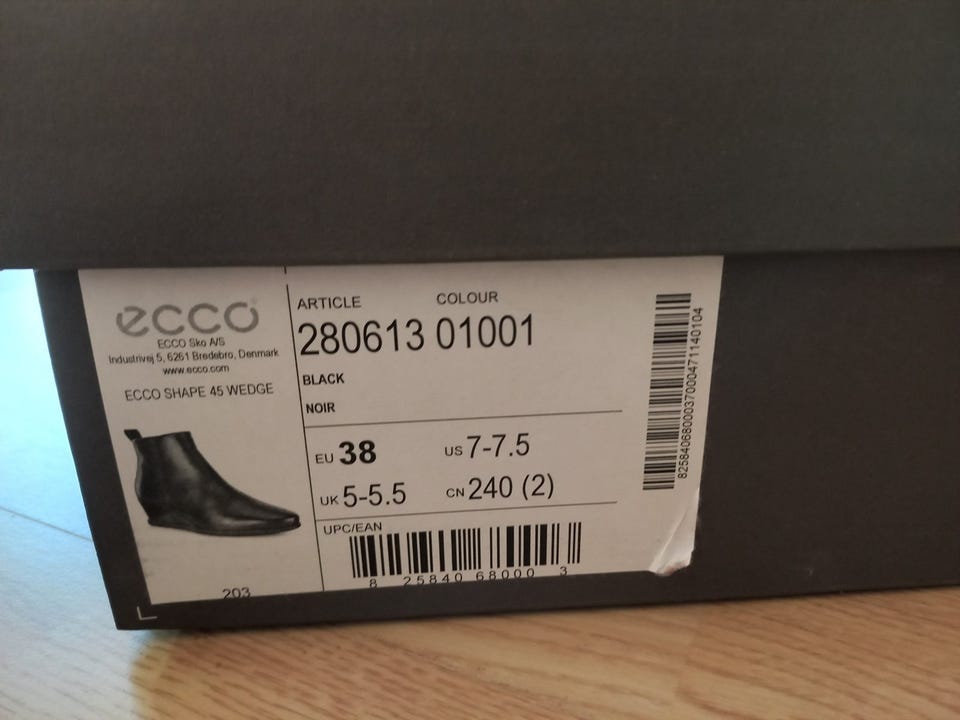 ecco
ECCO Sko A/S
Industrivej 5, 6261 Bredebro, Denmark
www.ecco.com
ECCO SHAPE 45 WEDGE
203
ARTICLE COLOUR
280613 01001
BLACK
NOIR
EU 38 US 7-7.5
UK 5-5.5 CN 240 (2)
UPC/EAN
8 25840 68000 3
82584068000370000471140104